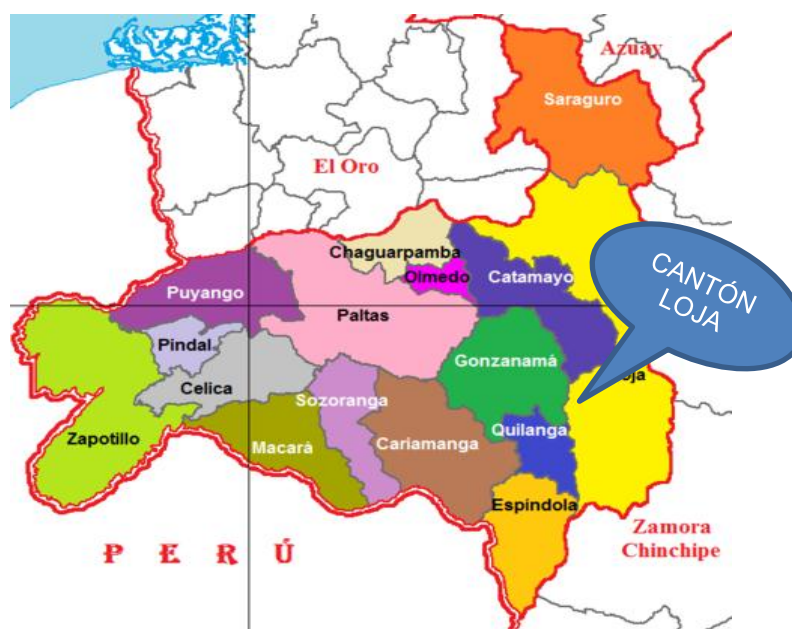 Azuay
Saraguro
El Oro
Chaguarpamba
Olmedo
Catamayo
CANTÓN
LOJA
Puyango
Paltas
Pindal
Gonzanamá
Celica
Sozoranga
Zapotillo
Macará
Cariamanga
Quilanga
Espíndola
Zamora
Chinchipe
PERÚ